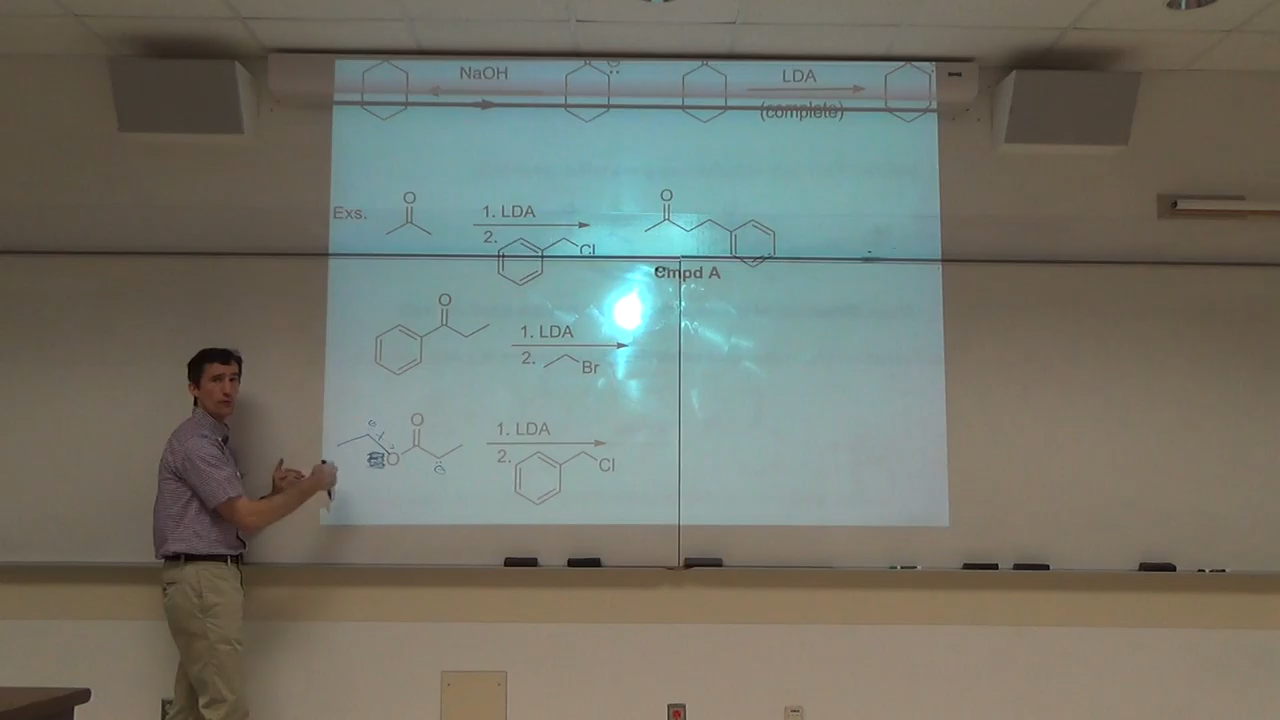 NaOH LDA
(complete)
O O
Exs. 1. LDA
2. Cl
Cmpd A
O
1. LDA
2. Br
O
1. LDA
O 2. Cl